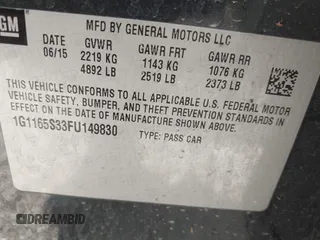 GM
MFD BY GENERAL MOTORS LLC
DATE GVWR GAWR FRT GAWR RR
06/15 2219 KG 1143 KG 1076 KG
4892 LB 2519 LB 2373 LB
THIS VEHICLE CONFORMS TO ALL APPLICABLE U.S. FEDERAL MOTOR
VEHICLE SAFETY, BUMPER, AND THEFT PREVENTION STANDARDS
IN EFFECT ON THE DATE OF MANUFACTURE SHOWN ABOVE.
1G1165S33FU149830 TYPE: PASS CAR
DREAMBID